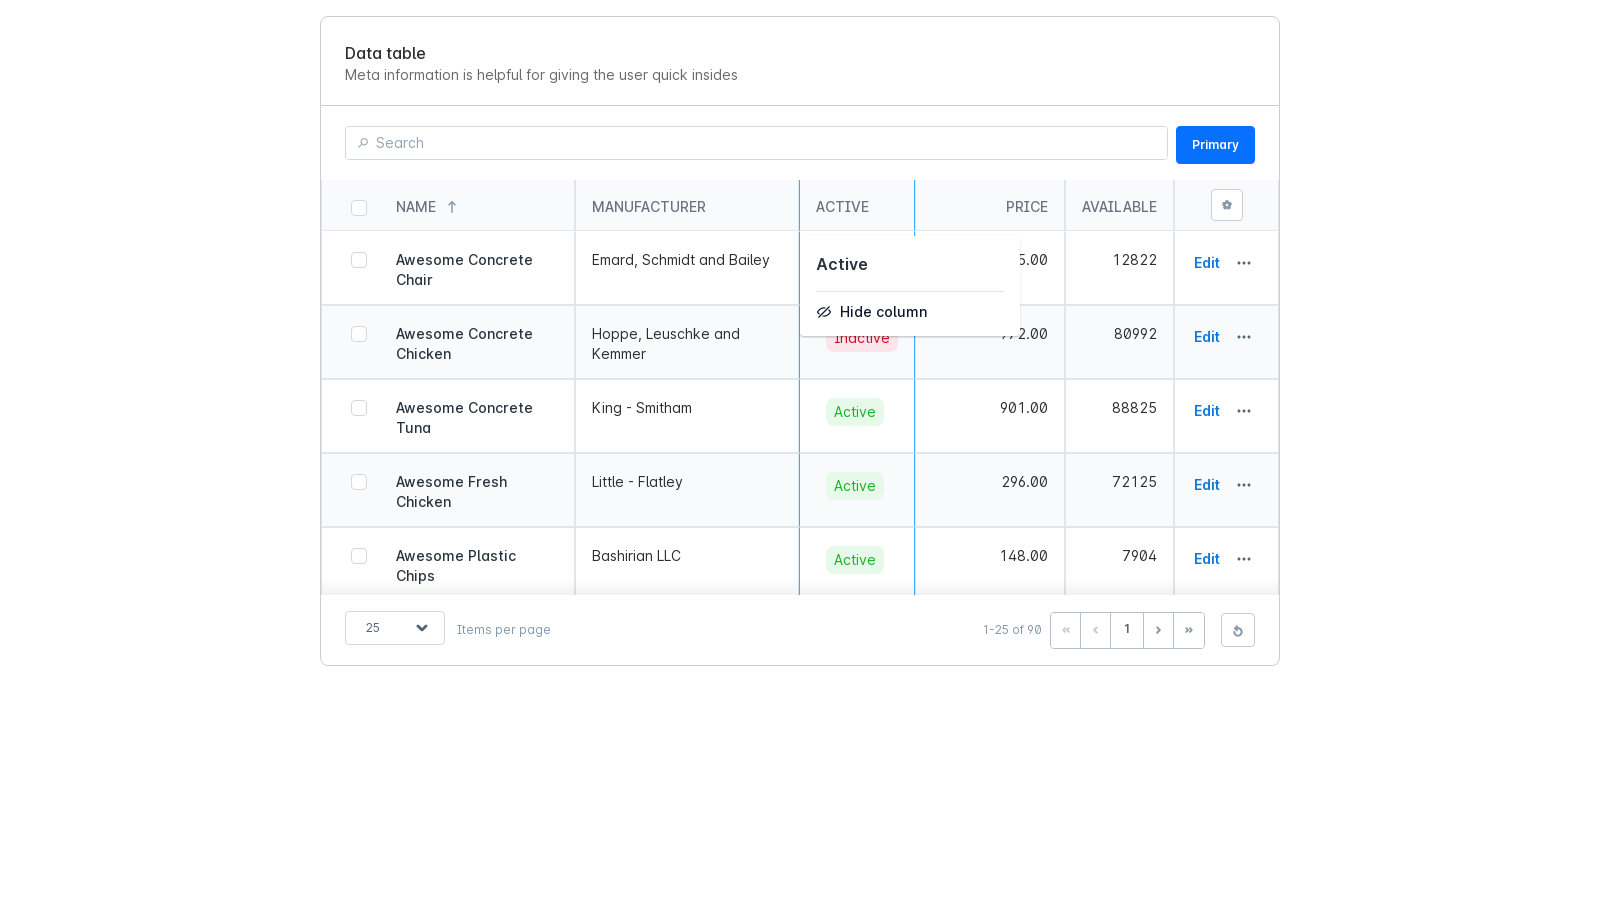 Data table
Meta information is helpful for giving the user quick insides
Search
Primary
NAME MANUFACTURER ACTIVE PRICE AVAILABLE
Awesome Concrete Chair Emard, Schmidt and Bailey 5.00 12822 Edit
Active
Hide column
Awesome Concrete Chicken Hoppe, Leuschke and Kemmer Inactive 80992 Edit
Awesome Concrete Tuna King - Smitham Active 901.00 88825 Edit
Awesome Fresh Chicken Little - Flatley Active 296.00 72125 Edit
Awesome Plastic Chips Bashirian LLC Active 148.00 7904 Edit
25 Items per page 1-25 of 90 « ‹ 1 › »